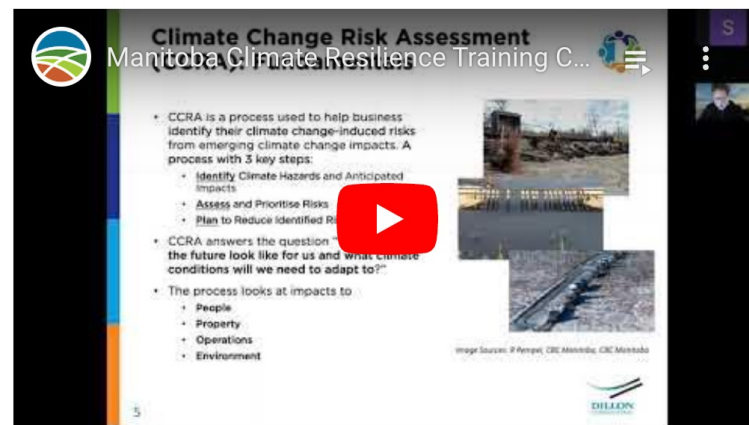 Climate Change Risk Assessment
(CCRA): Fundamentals
Manitoba Climate Resilience Training C...
S
• CCRA is a process used to help business
identify their climate change-induced risks
from emerging climate change impacts. A
process with 3 key steps:
• Identify Climate Hazards and Anticipated
Impacts
• Assess and Prioritise Risks
• Plan to Reduce Identified
• CCRA answers the question
the future look like for us and what climate
conditions will we need to adapt to?"
• The process looks at impacts to
• People
• Property
• Operations
• Environment
Image Sources: P. Pempel, CBC Manitoba, CBC Manitoba
5
DILLON